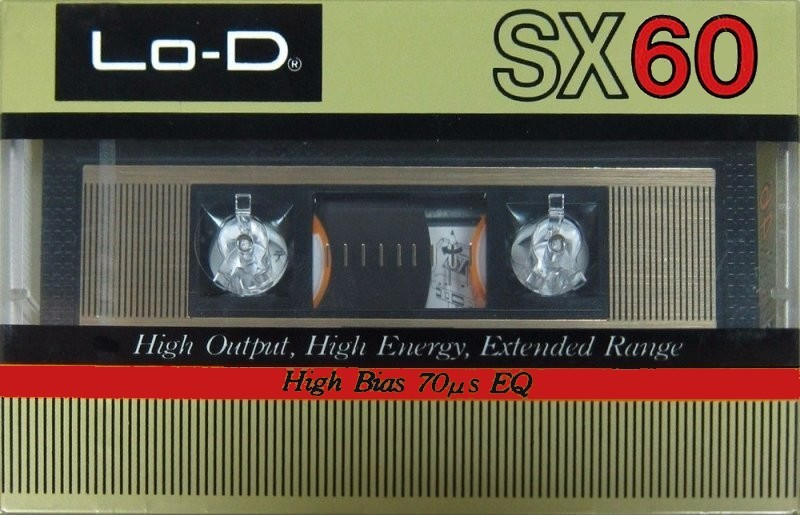 Lo-D®
SX60
High Output, High Energy, Extended Range
High Bias 70µs EQ